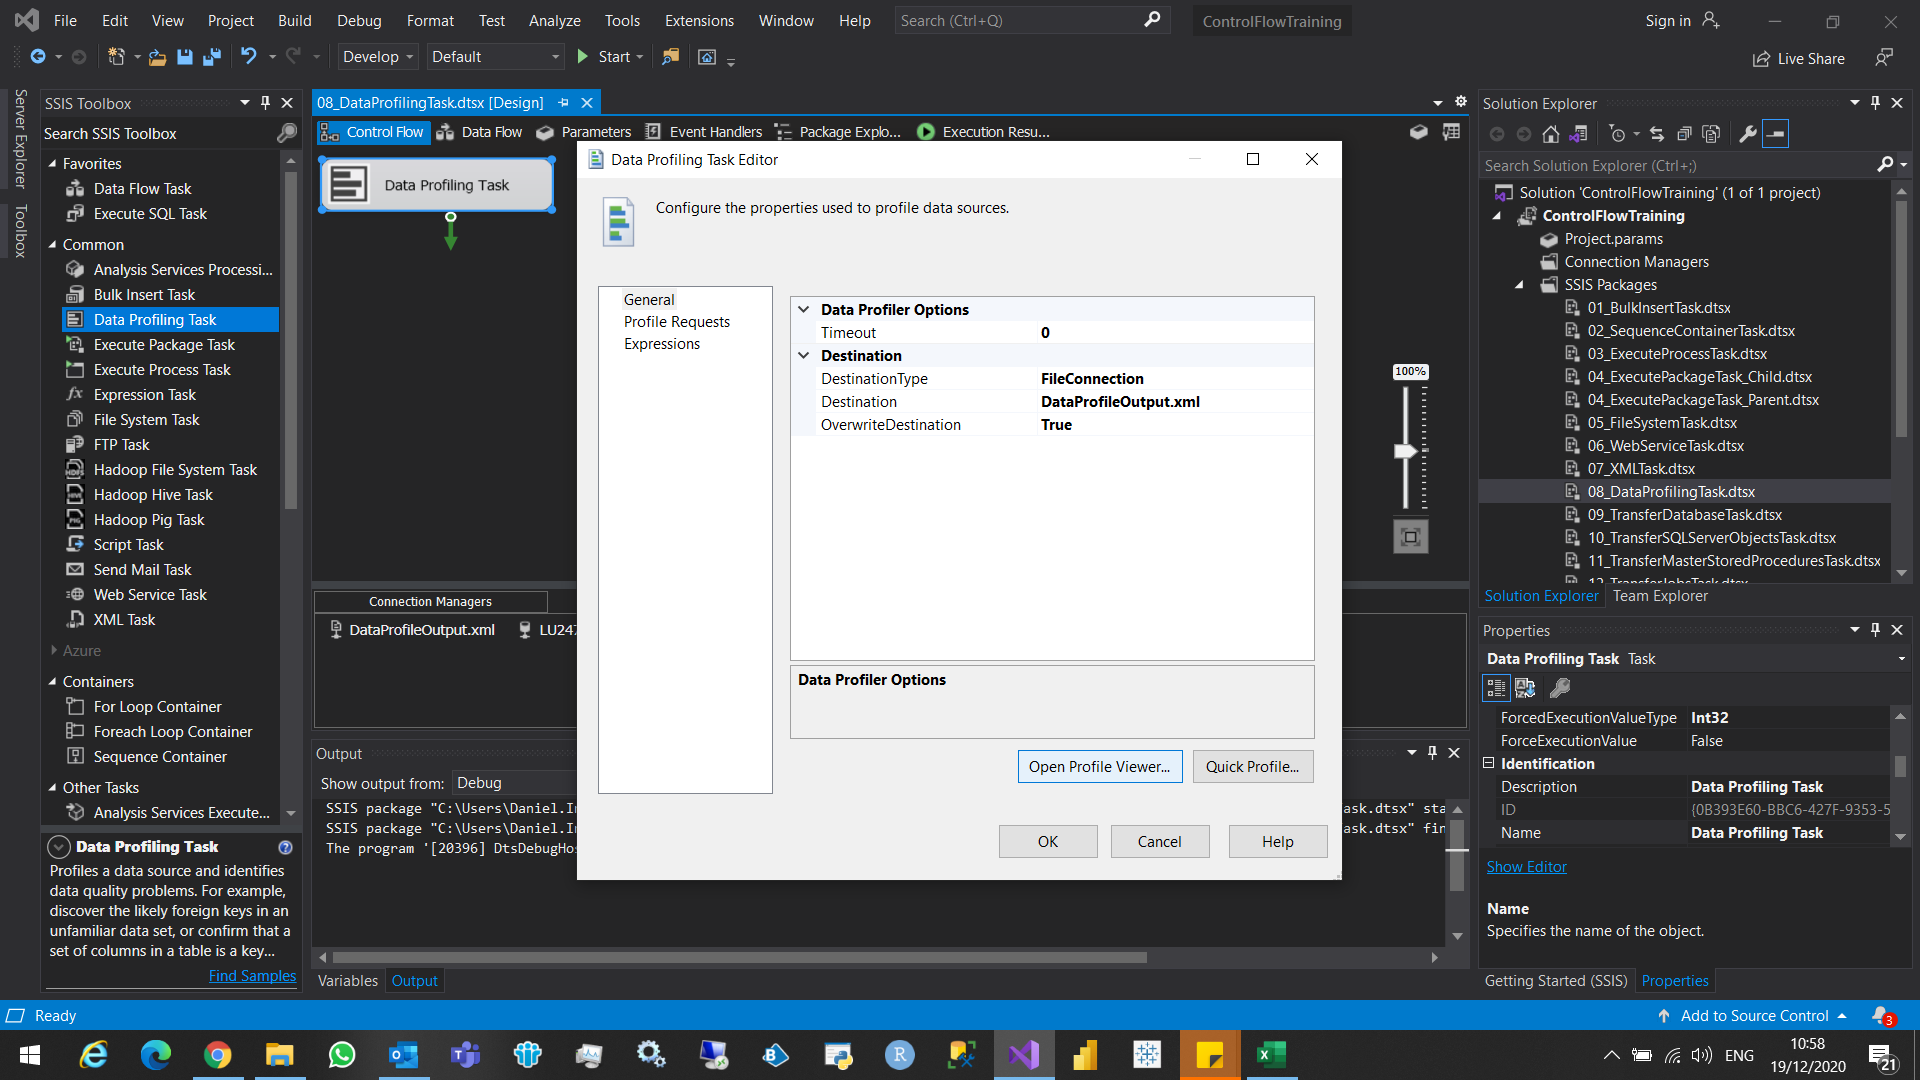 File Edit View Project Build Debug Format Test Analyze Tools Extensions Window Help Search (Ctrl+Q) ControlFlowTraining Sign in
Develop Default Start Live Share
Server Explorer
Toolbox
SSIS Toolbox
Search SSIS Toolbox
Favorites
Data Flow Task
Execute SQL Task
Common
Analysis Services Processi...
Bulk Insert Task
Data Profiling Task
Execute Package Task
Execute Process Task
Expression Task
File System Task
FTP Task
Hadoop File System Task
Hadoop Hive Task
Hadoop Pig Task
Script Task
Send Mail Task
Web Service Task
XML Task
Azure
Containers
For Loop Container
Foreach Loop Container
Sequence Container
Other Tasks
Analysis Services Execute...
Data Profiling Task
Profiles a data source and identifies
data quality problems. For example,
discover the likely foreign keys in an
unfamiliar data set, or confirm that a
set of columns in a table is a key...
Find Samples
08_DataProfilingTask.dtsx [Design]
Control Flow Data Flow Parameters Event Handlers Package Explo... Execution Resu...
Data Profiling Task
100%
Connection Managers
DataProfileOutput.xml LU247
Output
Show output from: Debug
SSIS package "C:\Users\Daniel.In ask.dtsx" sta
SSIS package "C:\Users\Daniel.In ask.dtsx" fin
The program '[20396] DtsDebugHos
Variables Output
Data Profiling Task Editor
Configure the properties used to profile data sources.
General
Profile Requests
Expressions
Data Profiler Options
Timeout 0
Destination
DestinationType FileConnection
Destination DataProfileOutput.xml
OverwriteDestination True
Data Profiler Options
Open Profile Viewer... Quick Profile...
OK Cancel Help
Solution Explorer
Search Solution Explorer (Ctrl+;)
Solution 'ControlFlowTraining' (1 of 1 project)
ControlFlowTraining
Project.params
Connection Managers
SSIS Packages
01_BulkInsertTask.dtsx
02_SequenceContainerTask.dtsx
03_ExecuteProcessTask.dtsx
04_ExecutePackageTask_Child.dtsx
04_ExecutePackageTask_Parent.dtsx
05_FileSystemTask.dtsx
06_WebServiceTask.dtsx
07_XMLTask.dtsx
08_DataProfilingTask.dtsx
09_TransferDatabaseTask.dtsx
10_TransferSQLServerObjectsTask.dtsx
11_TransferMasterStoredProceduresTask.dtsx
12_TransferJobsTask.dtsx
Solution Explorer Team Explorer
Properties
Data Profiling Task Task
ForcedExecutionValueType Int32
ForceExecutionValue False
Identification
Description Data Profiling Task
ID {0B393E60-BBC6-427F-9353-5
Name Data Profiling Task
Show Editor
Name
Specifies the name of the object.
Getting Started (SSIS) Properties
Ready Add to Source Control 3
ENG
10:58
19/12/2020
21